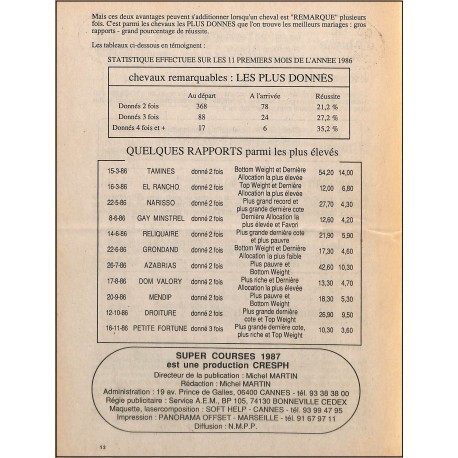 Mais ces deux avantages peuvent s'additionner lorsqu'un cheval est "REMARQUE" plusieurs
fois. C'est parmi les chevaux les PLUS DONNES que l'on trouve les meilleurs mariages : gros
rapports - grand pourcentage de réussite.
Les tableaux ci-dessous en témoignent :
STATISTIQUE EFFECTUEE SUR LES 11 PREMIERS MOIS DE L'ANNEE 1986
chevaux remarquables : LES PLUS DONNÈS
Au départ A l'arrivée Réussite
Donnés 2 fois 368 78 21,2 %
Donnés 3 fois 88 24 27,2 %
Donnés 4 fois et + 17 6 35,2 %
QUELQUES RAPPORTS parmi les plus élevés
15-3-86 TAMINES donné 2 fois Bottom Weight et Dernière
Allocation la plus élevée 54,20 14,00
16-3-86 EL RANCHO donné 2 fois Top Weight et Dernière
Allocation la plus élevée 12,00 6,80
22-5-86 NARISSO donné 2 fois Plus grand record et
plus grande dernière cote 27,70 4,30
8-6-86 GAY MINSTREL donné 2 fois Dernière Allocation la
plus élevée et Favori 12,60 4,20
14-6-86 RELIQUAIRE donné 2 fois Plus grande dernière cote
et plus pauvre 21,90 5,90
22-6-86 GRONDAND donné 2 fois Bottom Weight et Dernière
Allocation la plus faible 17,30 4,60
26-7-86 AZABRIAS donné 2 fois Plus pauvre et
Bottom Weight 42,60 10,30
17-8-86 DOM VALORY donné 2 fois Plus riche et Dernière
Allocation la plus élevée 13,30 4,70
20-9-86 MENDIP donné 2 fois Plus pauvre et
Bottom Weight 18,30 5,30
12-10-86 DROITURE donné 2 fois Plus grande dernière
cote et Top Weight 26,90 9,50
16-11-86 PETITE FORTUNE donné 3 fois Plus grande dernière cote,
plus riche et Top Weight 10,30 3,60
SUPER COURSES 1987
est une production CRESPH
Directeur de la publication : Michel MARTIN
Rédaction : Michel MARTIN
Administration : 19 av. Prince de Galles, 06400 CANNES - tél. 93 38 38 00
Régie publicitaire : Service A.E.M., BP 105, 74130 BONNEVILLE CEDEX
Maquette, lasercomposition : SOFT HELP - CANNES - tél. 93 99 47 95
Impression : PANORAMA OFFSET - MARSEILLE - tél. 91 67 97 11
Diffusion : N.M.P.P.